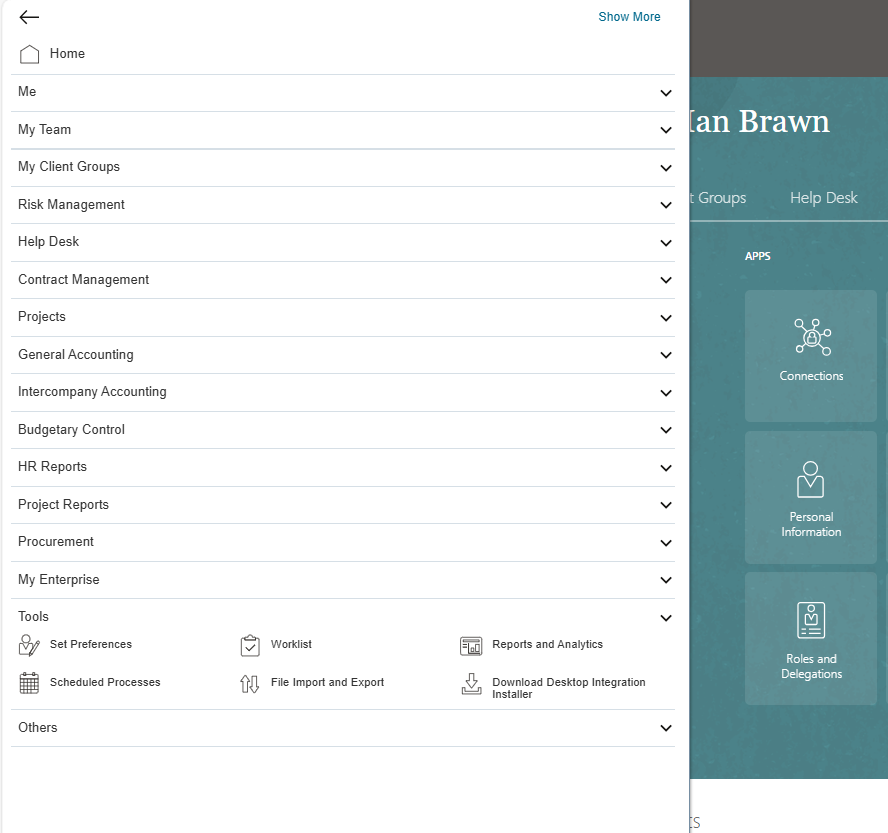 Show More
Home
Me
My Team
My Client Groups
Risk Management
Help Desk
Contract Management
Projects
General Accounting
Intercompany Accounting
Budgetary Control
HR Reports
Project Reports
Procurement
My Enterprise
Tools
Set Preferences
Worklist
Reports and Analytics
Scheduled Processes
File Import and Export
Download Desktop Integration
Installer
Others
Brawn
Groups
Help Desk
APPS
Connections
Personal
Information
Roles and
Delegations